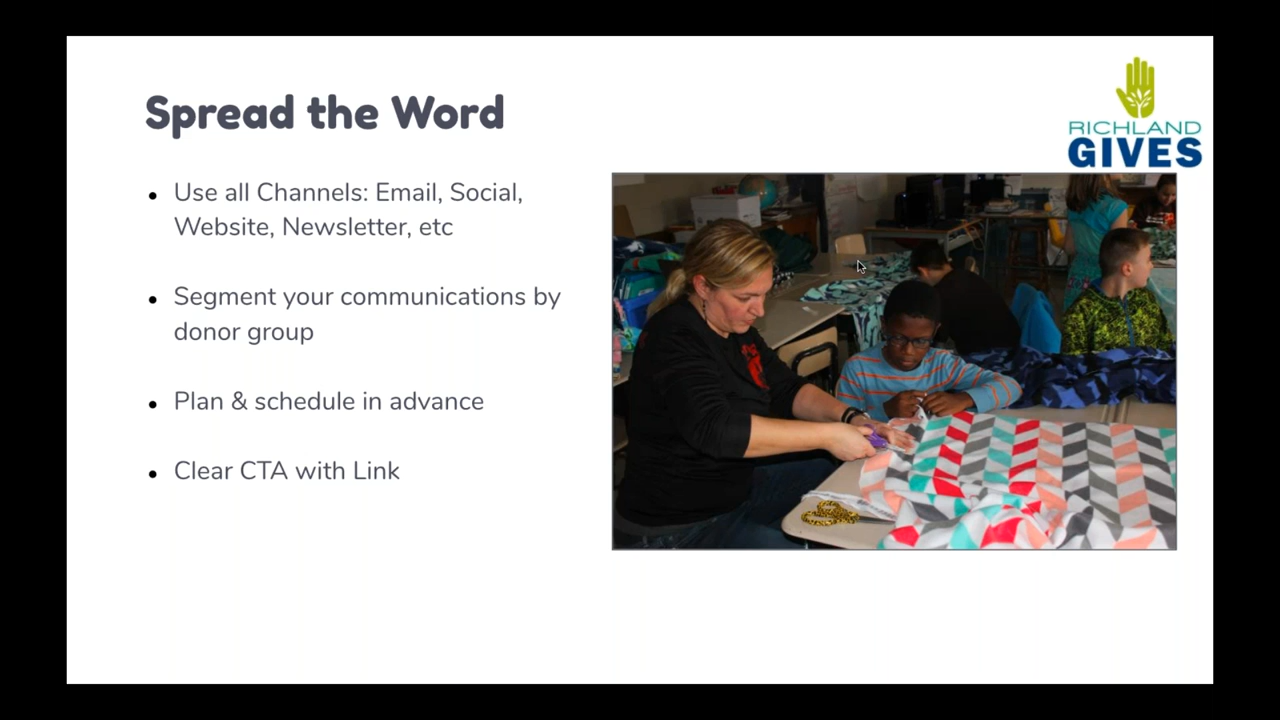 Spread the Word
RICHLAND
GIVES
Use all Channels: Email, Social,
Website, Newsletter, etc
Segment your communications by
donor group
Plan & schedule in advance
Clear CTA with Link